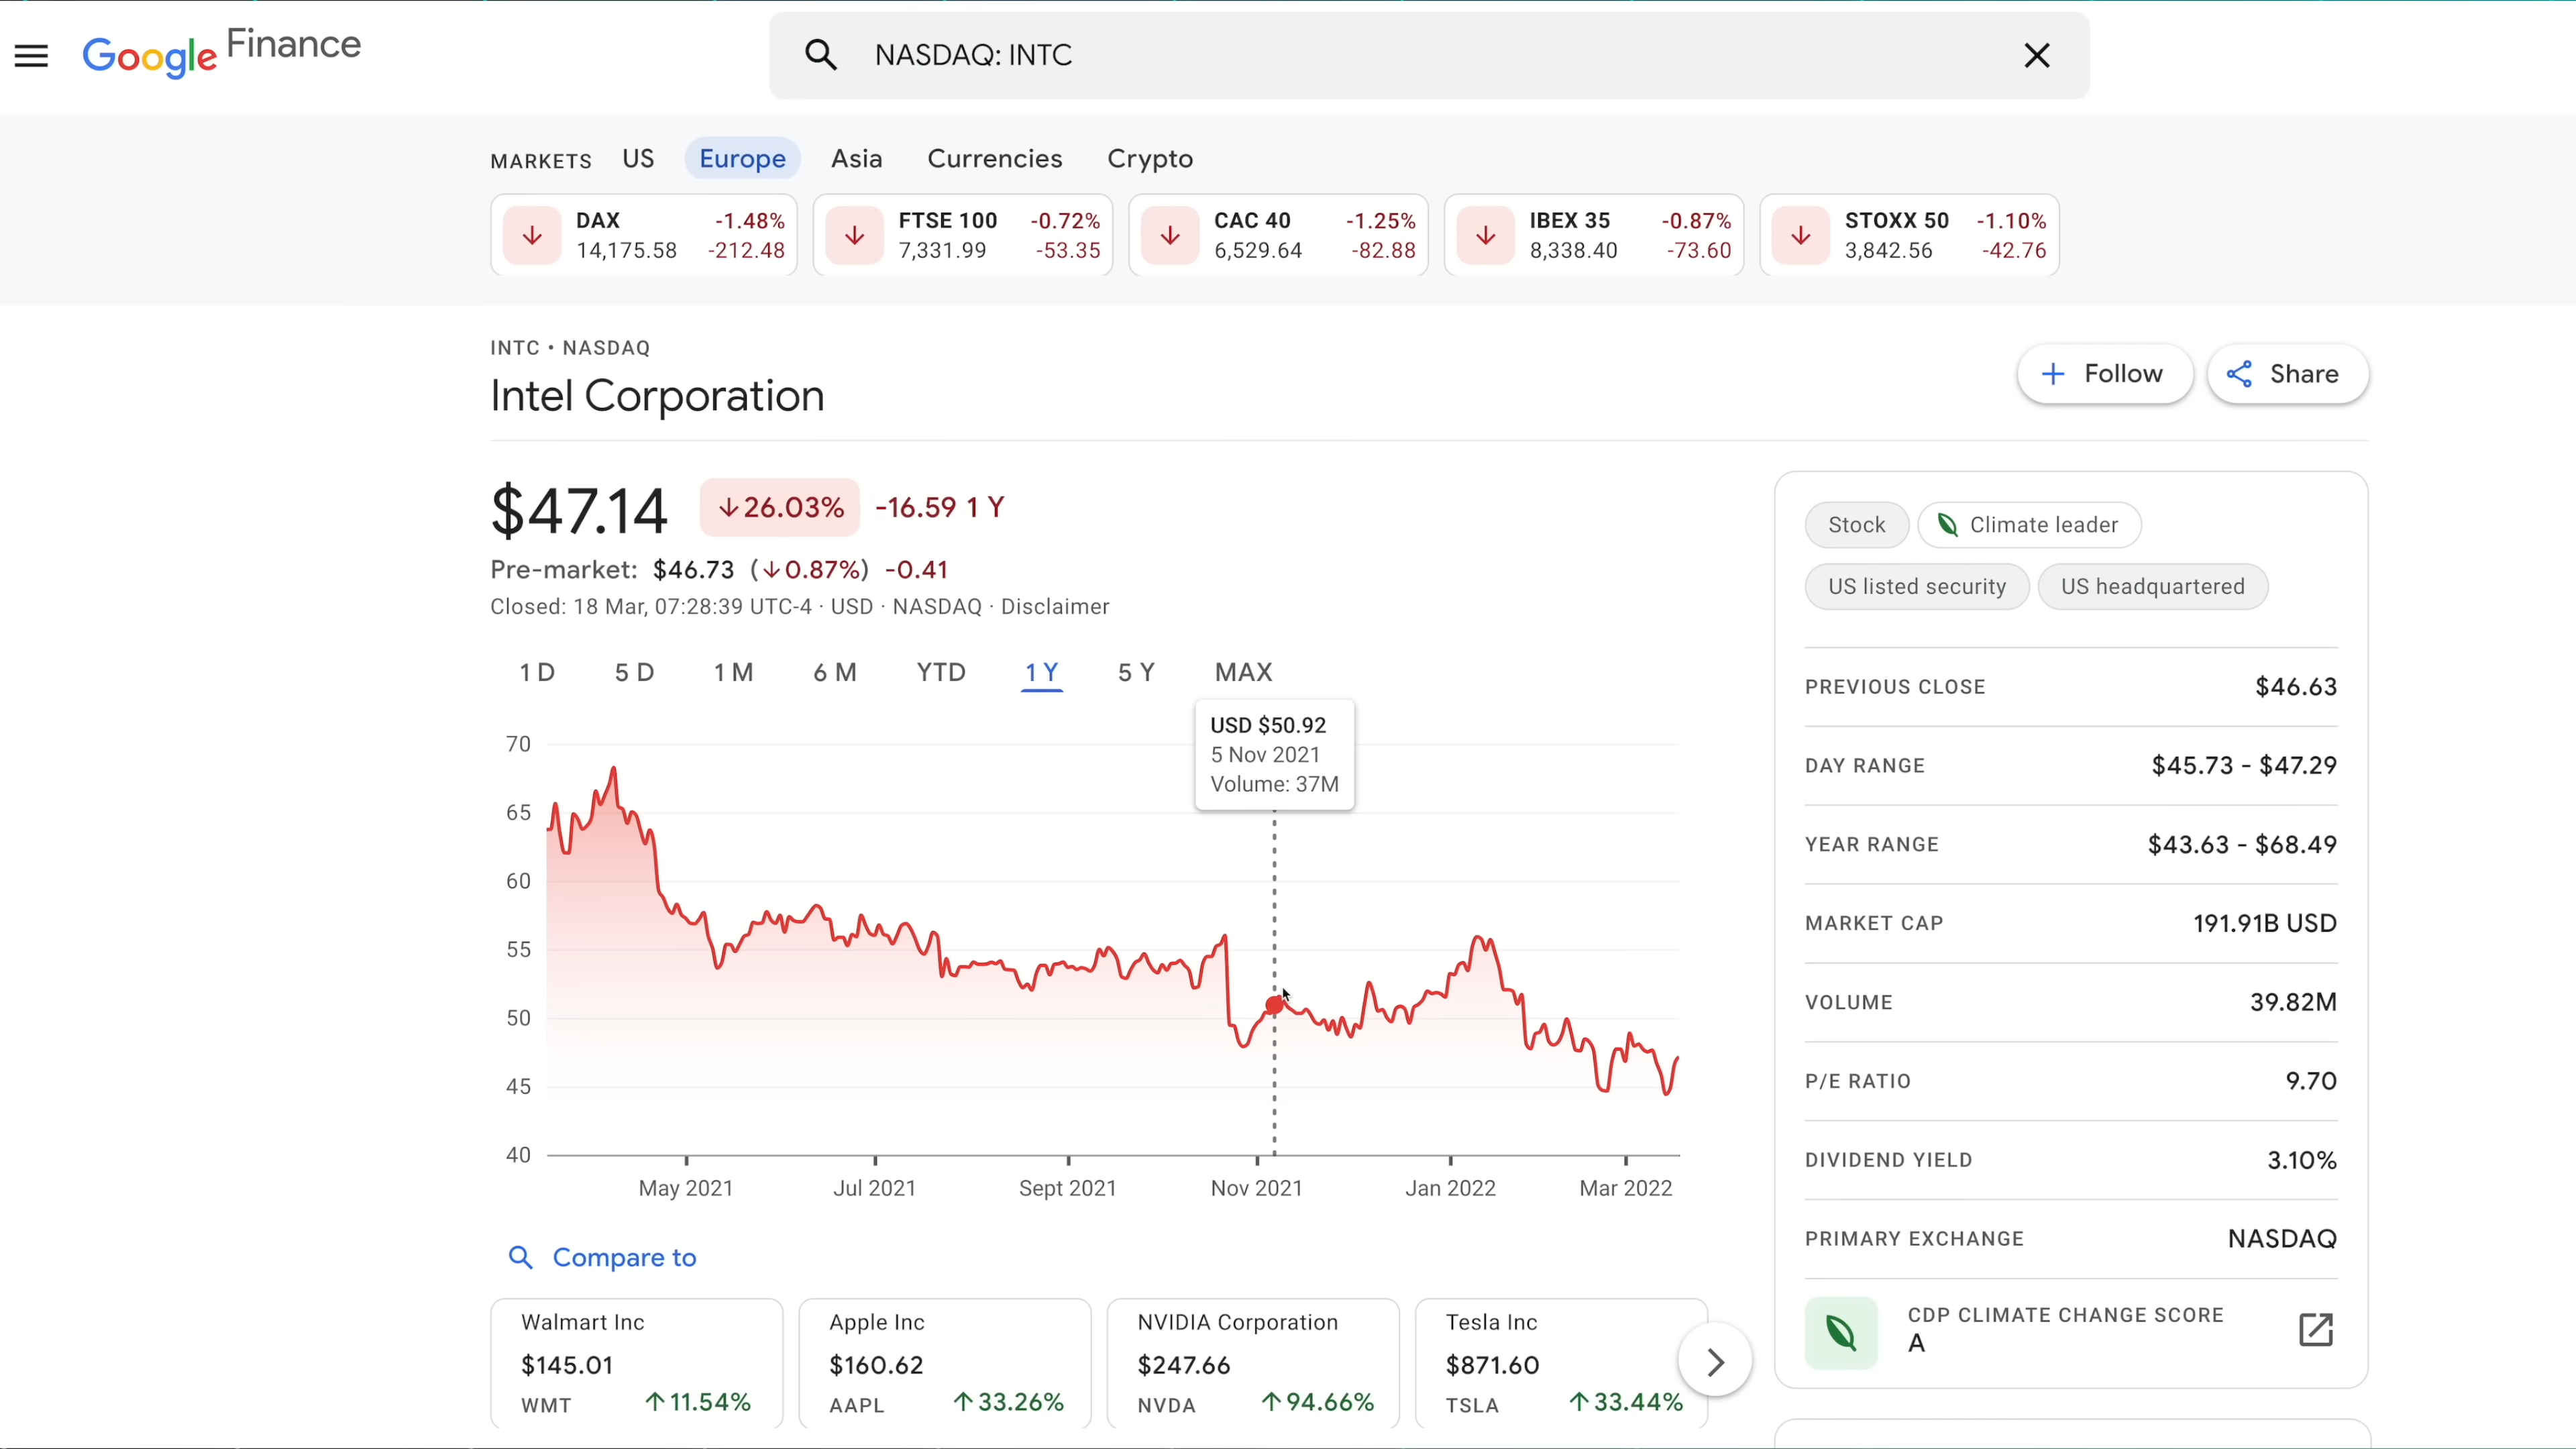 Google Finance
NASDAQ: INTC
MARKETS US Europe Asia Currencies Crypto
DAX -1.48%
14,175.58 -212.48
FTSE 100 -0.72%
7,331.99 -53.35
CAC 40 -1.25%
6,529.64 -82.88
IBEX 35 -0.87%
8,338.40 -73.60
STOXX 50 -1.10%
3,842.56 -42.76
INTC • NASDAQ
Intel Corporation
Follow
Share
$47.14 ↓26.03% -16.59 1 Y
Pre-market: $46.73 (↓0.87%) -0.41
Closed: 18 Mar, 07:28:39 UTC-4 · USD · NASDAQ · Disclaimer
1 D 5 D 1 M 6 M YTD 1 Y 5 Y MAX
USD $50.92
5 Nov 2021
Volume: 37M
70
65
60
55
50
45
40
May 2021 Jul 2021 Sept 2021 Nov 2021 Jan 2022 Mar 2022
Compare to
Walmart Inc
$145.01
WMT ↑11.54%
Apple Inc
$160.62
AAPL ↑33.26%
NVIDIA Corporation
$247.66
NVDA ↑94.66%
Tesla Inc
$871.60
TSLA ↑33.44%
Stock Climate leader
US listed security US headquartered
PREVIOUS CLOSE $46.63
DAY RANGE $45.73 - $47.29
YEAR RANGE $43.63 - $68.49
MARKET CAP 191.91B USD
VOLUME 39.82M
P/E RATIO 9.70
DIVIDEND YIELD 3.10%
PRIMARY EXCHANGE NASDAQ
CDP CLIMATE CHANGE SCORE
A